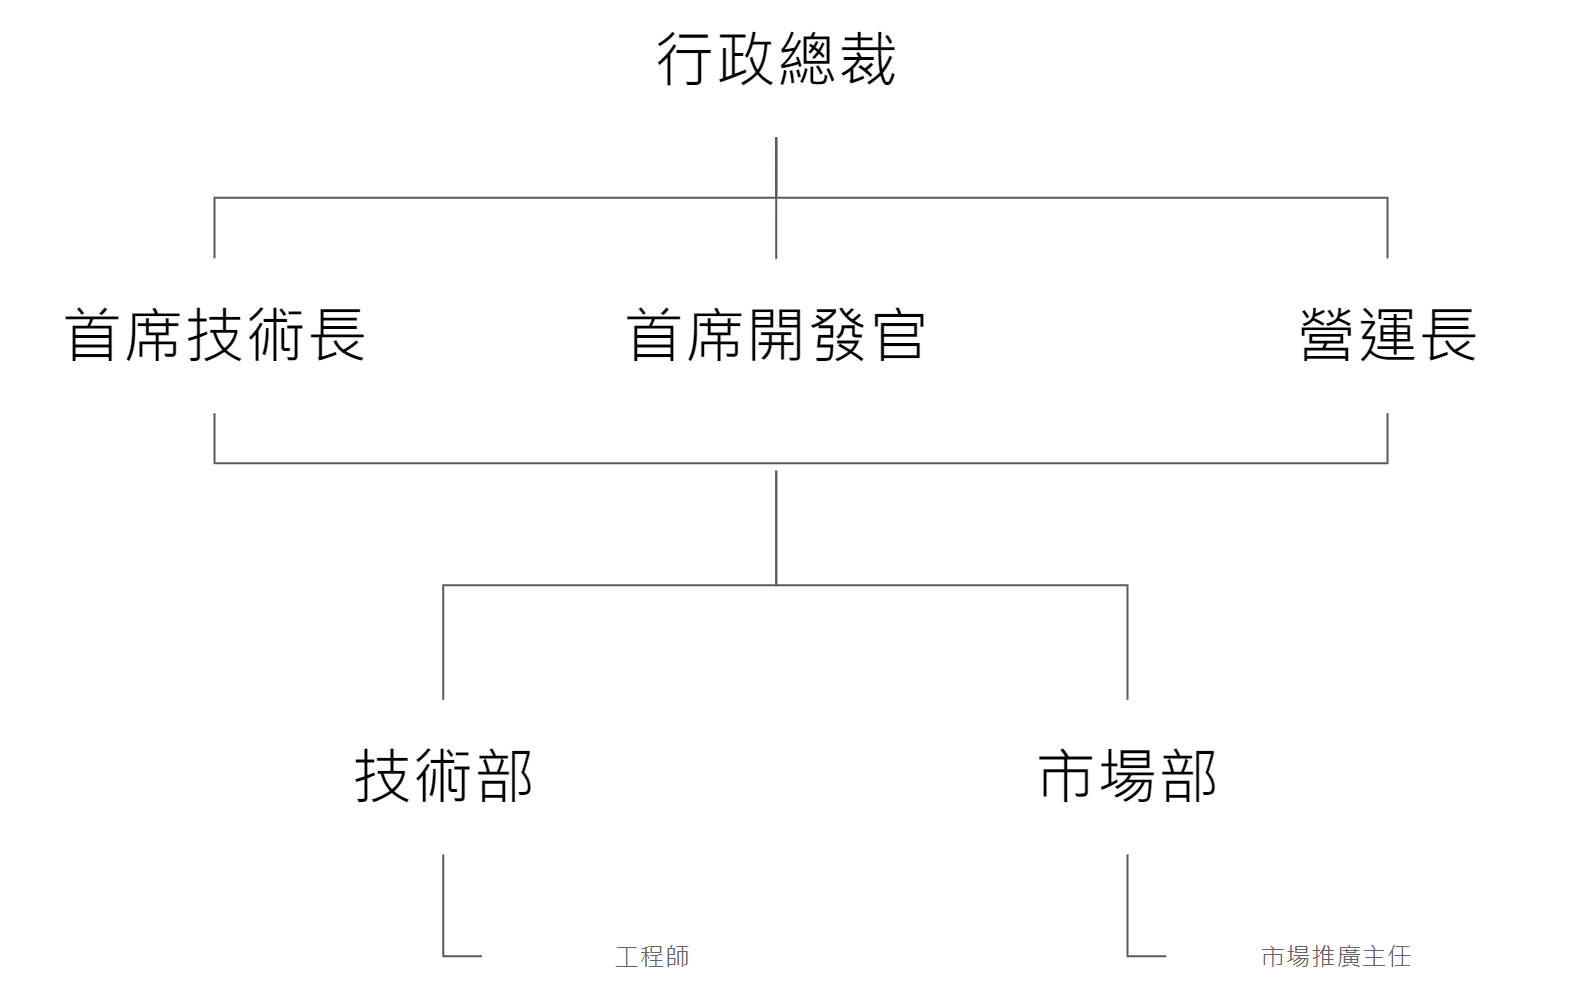 行政總裁
首席技術長
首席開發官
營運長
技術部
市場部
工程師
市場推廣主任